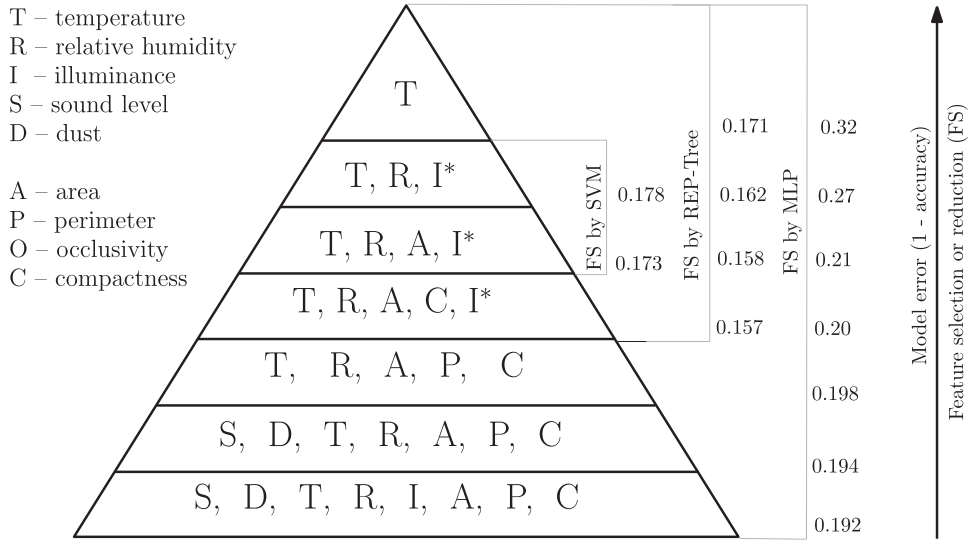 T – temperature
R – relative humidity
I – illuminance
S – sound level
D – dust
A – area
P – perimeter
O – occlusivity
C – compactness
T
T, R, I*
T, R, A, I*
T, R, A, C, I*
T, R, A, P, C
S, D, T, R, A, P, C
S, D, T, R, I, A, P, C
FS by SVM
0.178
0.173
FS by REP-Tree
0.171
0.162
0.158
0.157
FS by MLP
0.32
0.27
0.21
0.20
0.198
0.194
0.192
Model error (1 - accuracy)
Feature selection or reduction (FS)